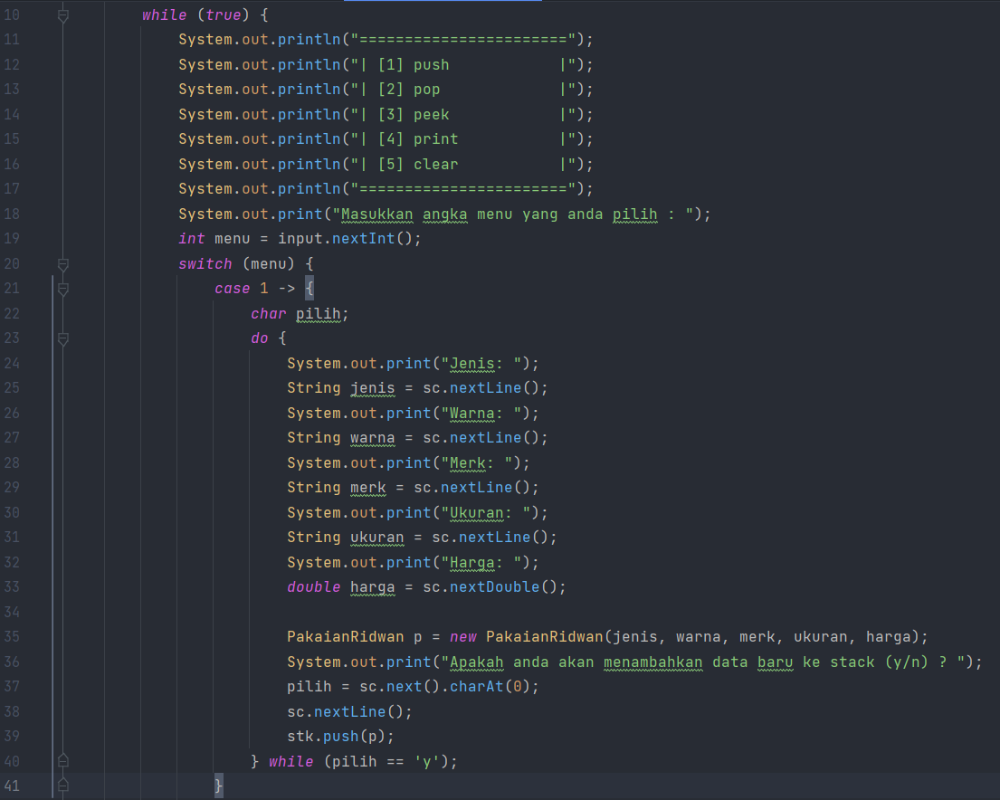 10 while (true) {
11 System.out.println("=======================");
12 System.out.println("| [1] push            |");
13 System.out.println("| [2] pop             |");
14 System.out.println("| [3] peek            |");
15 System.out.println("| [4] print           |");
16 System.out.println("| [5] clear           |");
17 System.out.println("=======================");
18 System.out.print("Masukkan angka menu yang anda pilih : ");
19 int menu = input.nextInt();
20 switch (menu) {
21 case 1 -> {
22 char pilih;
23 do {
24 System.out.print("Jenis: ");
25 String jenis = sc.nextLine();
26 System.out.print("Warna: ");
27 String warna = sc.nextLine();
28 System.out.print("Merk: ");
29 String merk = sc.nextLine();
30 System.out.print("Ukuran: ");
31 String ukuran = sc.nextLine();
32 System.out.print("Harga: ");
33 double harga = sc.nextDouble();
34
35 PakaianRidwan p = new PakaianRidwan(jenis, warna, merk, ukuran, harga);
36 System.out.print("Apakah anda akan menambahkan data baru ke stack (y/n) ? ");
37 pilih = sc.next().charAt(0);
38 sc.nextLine();
39 stk.push(p);
40 } while (pilih == 'y');
41 }